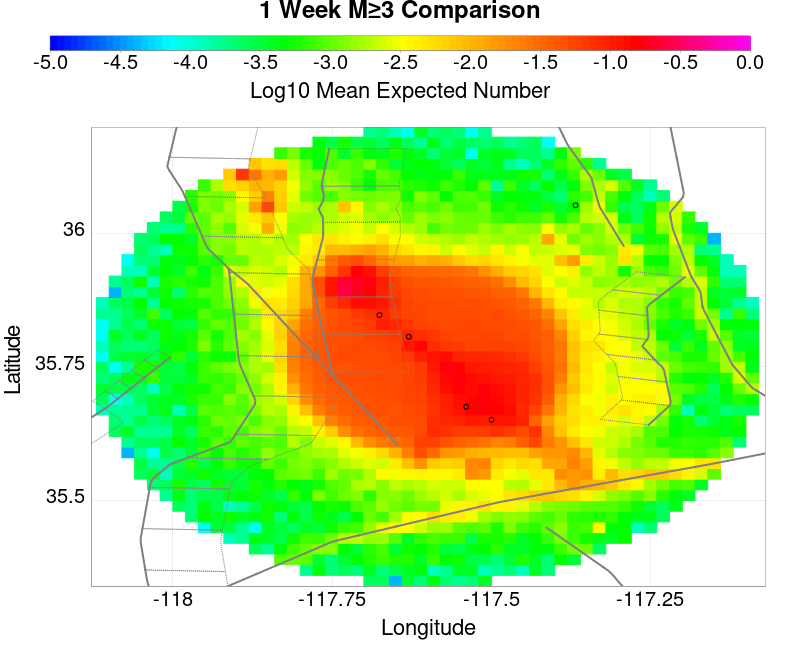 1 Week M≥3 Comparison
-5.0 -4.5 -4.0 -3.5 -3.0 -2.5 -2.0 -1.5 -1.0 -0.5 0.0
Log10 Mean Expected Number
36
35.75
35.5
Latitude
-118 -117.75 -117.5 -117.25
Longitude